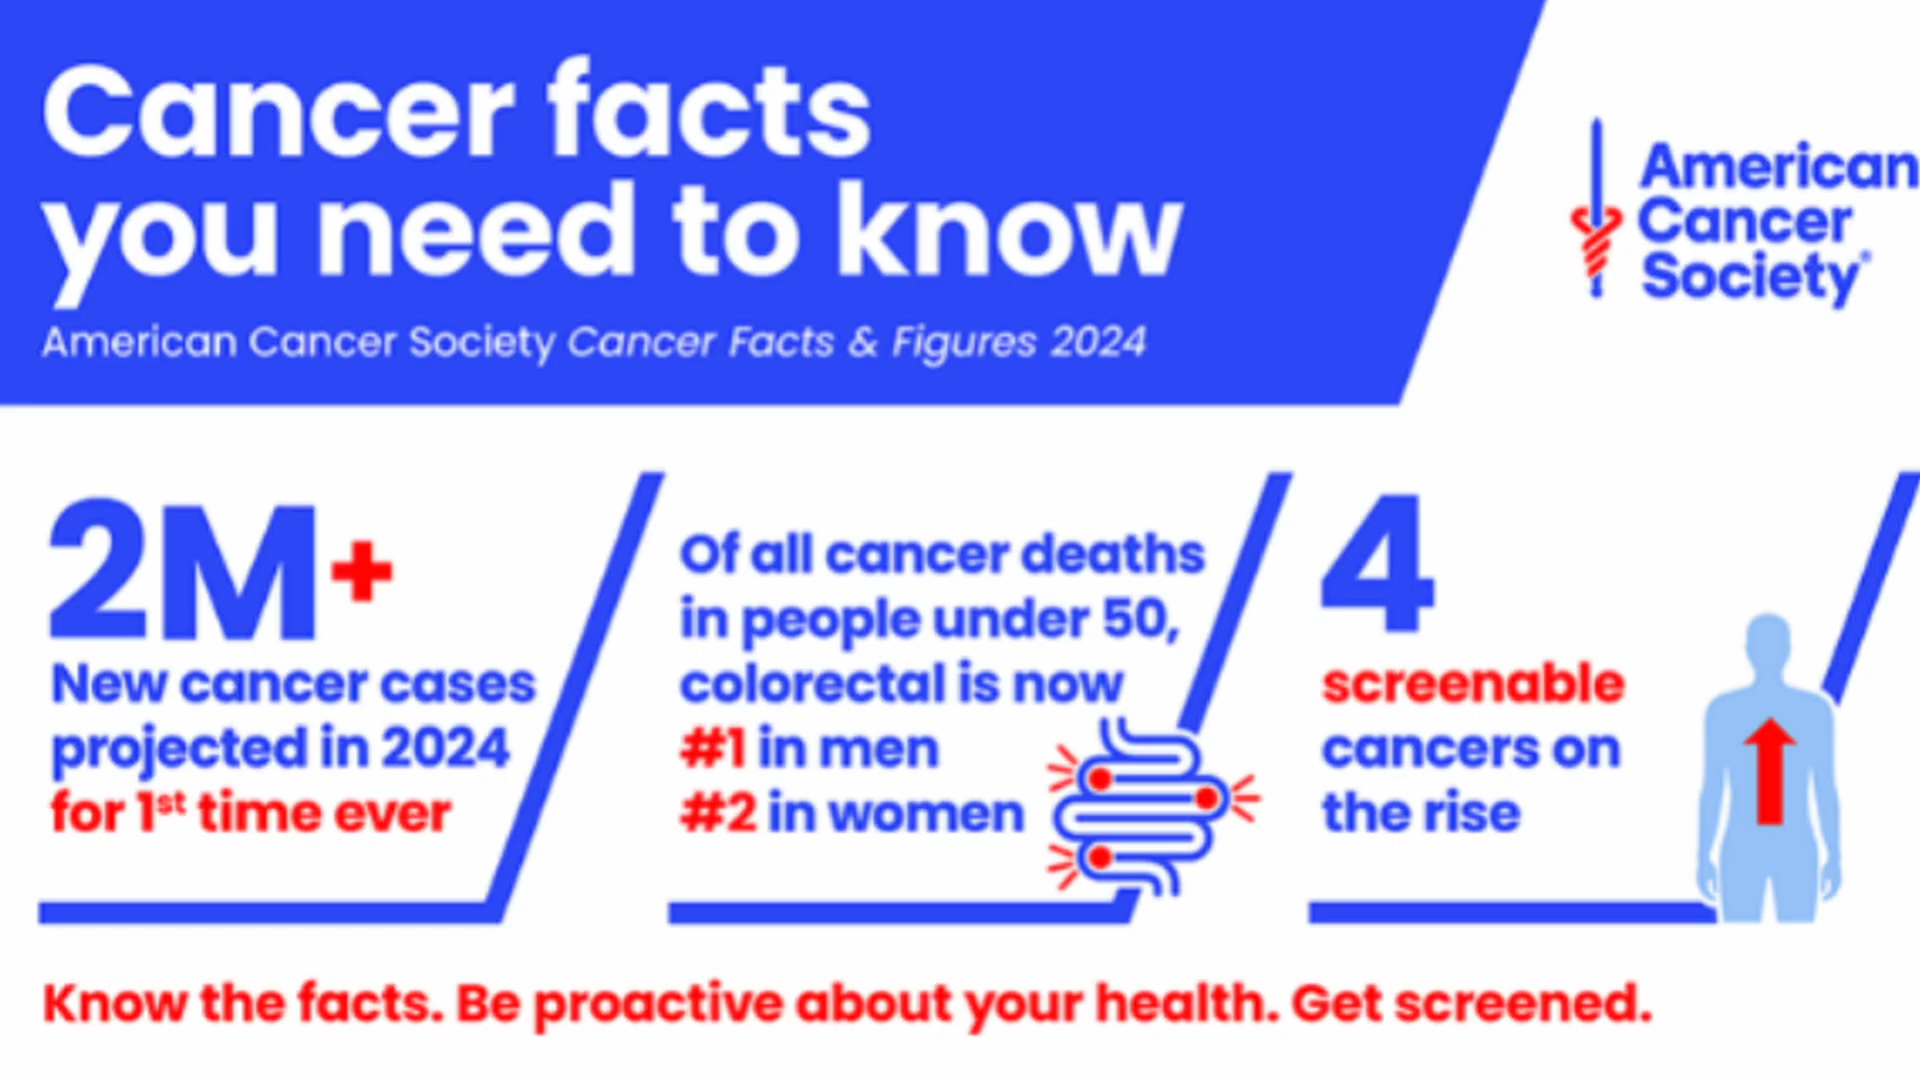 Cancer facts
you need to know
American Cancer Society Cancer Facts & Figures 2024
American
Cancer
Society®
2M+
New cancer cases
projected in 2024
for 1st time ever
Of all cancer deaths
in people under 50,
colorectal is now
#1 in men
#2 in women
4
screenable
cancers on
the rise
Know the facts. Be proactive about your health. Get screened.